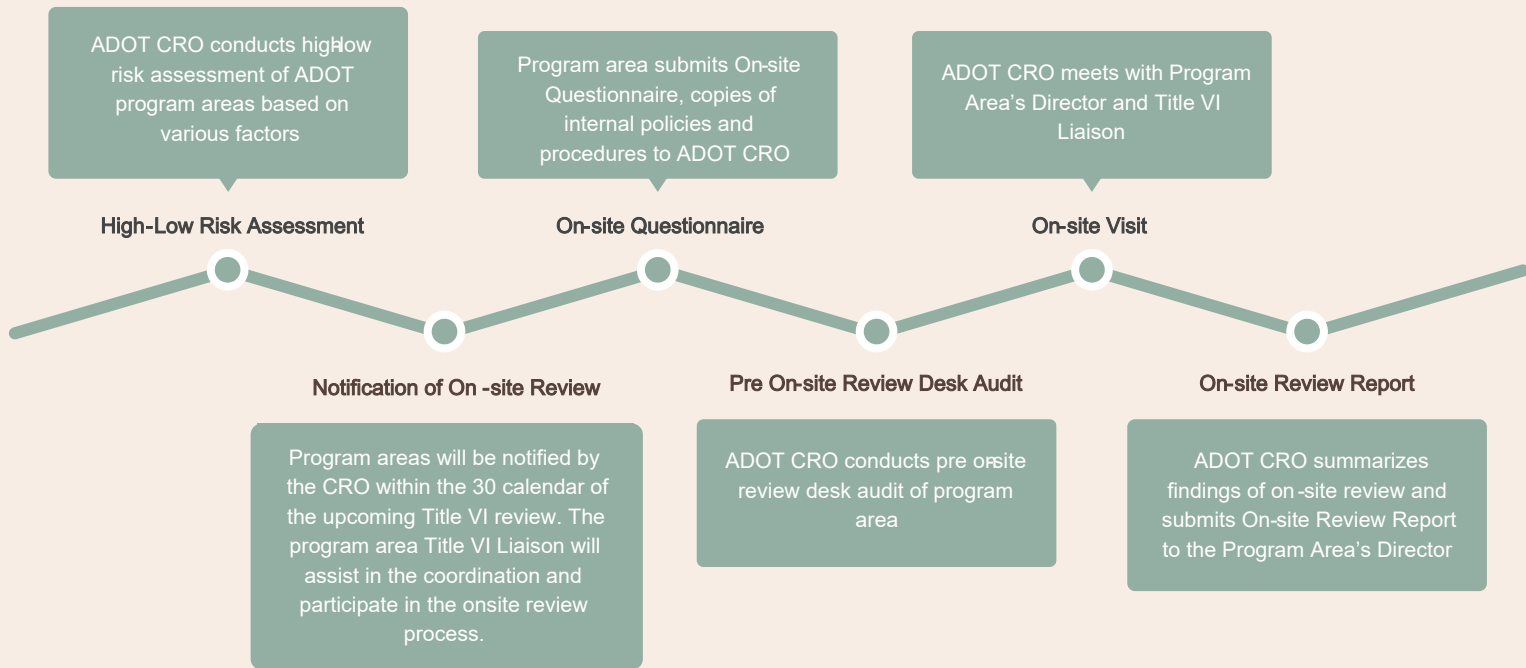 ADOT CRO conducts high-low
risk assessment of ADOT
program areas based on
various factors
High-Low Risk Assessment
Notification of On -site Review
Program areas will be notified by
the CRO within the 30 calendar of
the upcoming Title VI review. The
program area Title VI Liaison will
assist in the coordination and
participate in the onsite review
process.
Program area submits On-site
Questionnaire, copies of
internal policies and
procedures to ADOT CRO
On-site Questionnaire
Pre On-site Review Desk Audit
ADOT CRO conducts pre on-site
review desk audit of program
area
ADOT CRO meets with Program
Area’s Director and Title VI
Liaison
On-site Visit
On-site Review Report
ADOT CRO summarizes
findings of on -site review and
submits On-site Review Report
to the Program Area’s Director